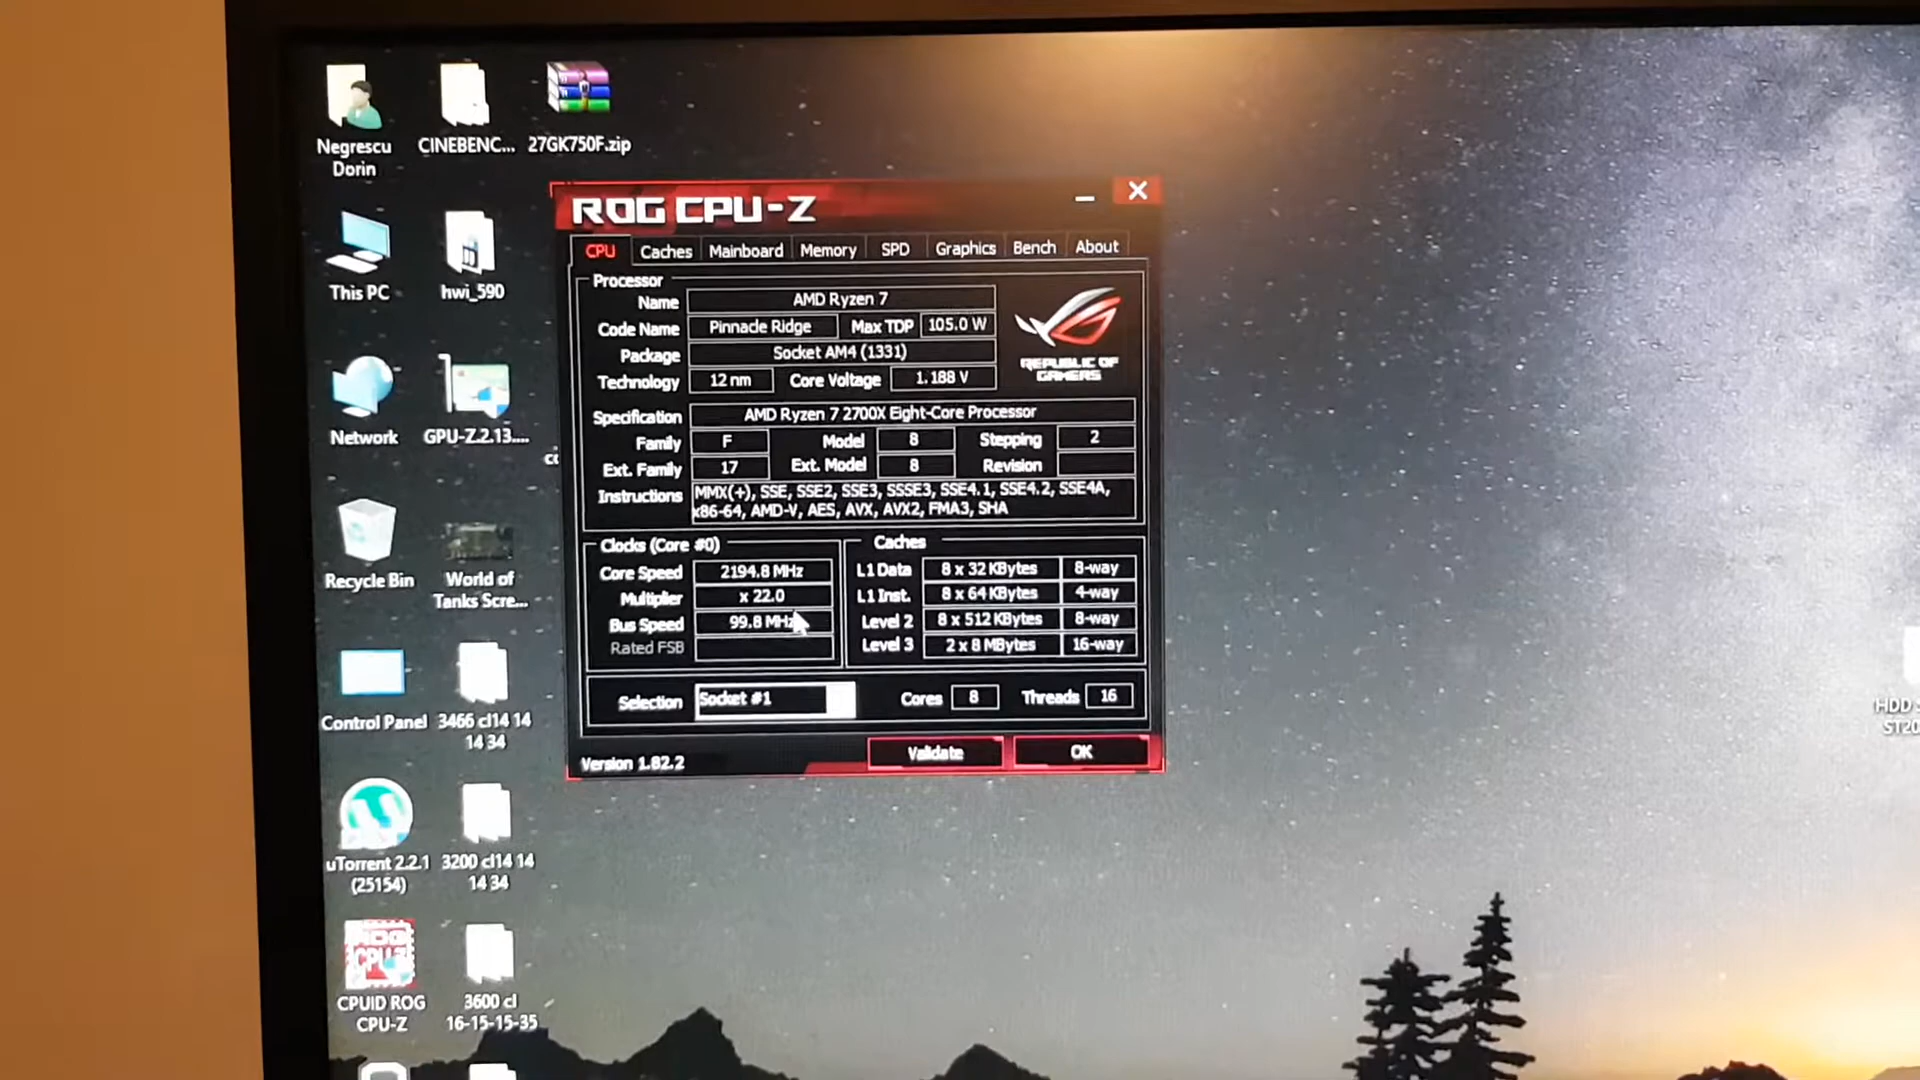 Negrescu
Dorin
CINEBENC...
27GK750F.zip
This PC
hwi_590
Network
GPU-Z.2.13....
Recycle Bin
World of
Tanks Scre...
Control Panel
3466 cl14 14
14 34
uTorrent 2.2.1
(25154)
3200 cl14 14
14 34
CPUID ROG
CPU-Z
3600 cl
16-15-15-35
ROG CPU-Z
CPU Caches Mainboard Memory SPD Graphics Bench About
Processor
Name AMD Ryzen 7
Code Name Pinnacle Ridge Max TDP 105.0 W
Package Socket AM4 (1331)
Technology 12 nm Core Voltage 1.188 V
REPUBLIC OF
GAMERS
Specification AMD Ryzen 7 2700X Eight-Core Processor
Family F Model 8 Stepping 2
Ext. Family 17 Ext. Model 8 Revision
Instructions MMX(+), SSE, SSE2, SSE3, SSSE3, SSE4.1, SSE4.2, SSE4A,
x86-64, AMD-V, AES, AVX, AVX2, FMA3, SHA
Clocks (Core #0)
Core Speed 2194.8 MHz
Multiplier x 22.0
Bus Speed 99.8 MHz
Rated FSB
Caches
L1 Data 8 x 32 KBytes 8-way
L1 Inst. 8 x 64 KBytes 4-way
Level 2 8 x 512 KBytes 8-way
Level 3 2 x 8 MBytes 16-way
Selection Socket #1 Cores 8 Threads 16
Version 1.82.2 Validate OK
HDD
ST20